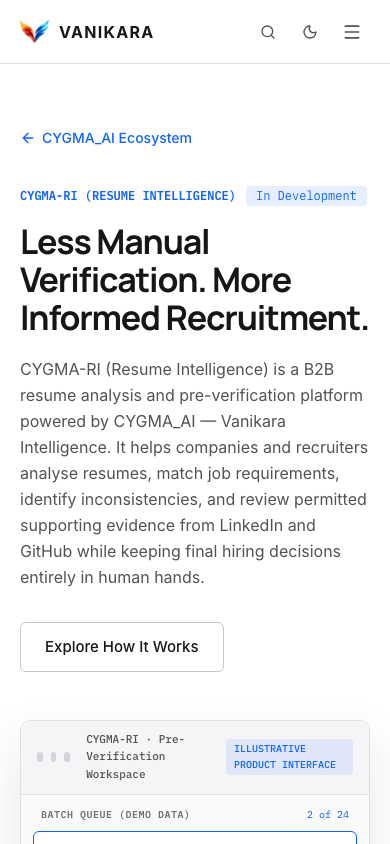 VANIKARA
CYGMA_AI Ecosystem
CYGMA-RI (RESUME INTELLIGENCE) In Development
Less Manual
Verification. More
Informed Recruitment.
CYGMA-RI (Resume Intelligence) is a B2B
resume analysis and pre-verification platform
powered by CYGMA_AI — Vanikara
Intelligence. It helps companies and recruiters
analyse resumes, match job requirements,
identify inconsistencies, and review permitted
supporting evidence from LinkedIn and
GitHub while keeping final hiring decisions
entirely in human hands.
Explore How It Works
CYGMA-RI · Pre-
Verification
Workspace
ILLUSTRATIVE
PRODUCT INTERFACE
BATCH QUEUE (DEMO DATA) 2 of 24